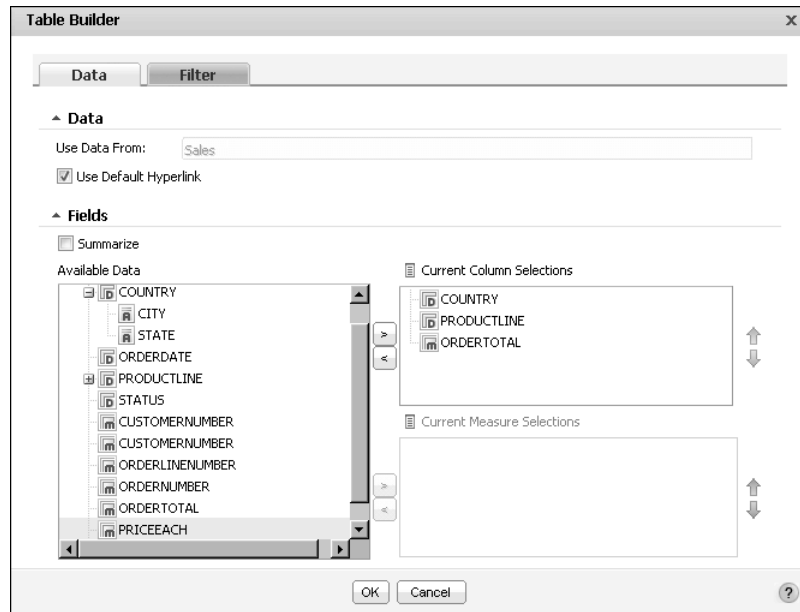 Table Builder
x
Data
Filter
Data
Use Data From:
Sales
Use Default Hyperlink
Fields
Summarize
Available Data
COUNTRY
CITY
STATE
ORDERDATE
PRODUCTLINE
STATUS
CUSTOMERNUMBER
CUSTOMERNUMBER
ORDERLINENUMBER
ORDERNUMBER
ORDERTOTAL
PRICEEACH
>
<
Current Column Selections
COUNTRY
PRODUCTLINE
ORDERTOTAL
>
<
Current Measure Selections
OK
Cancel
?